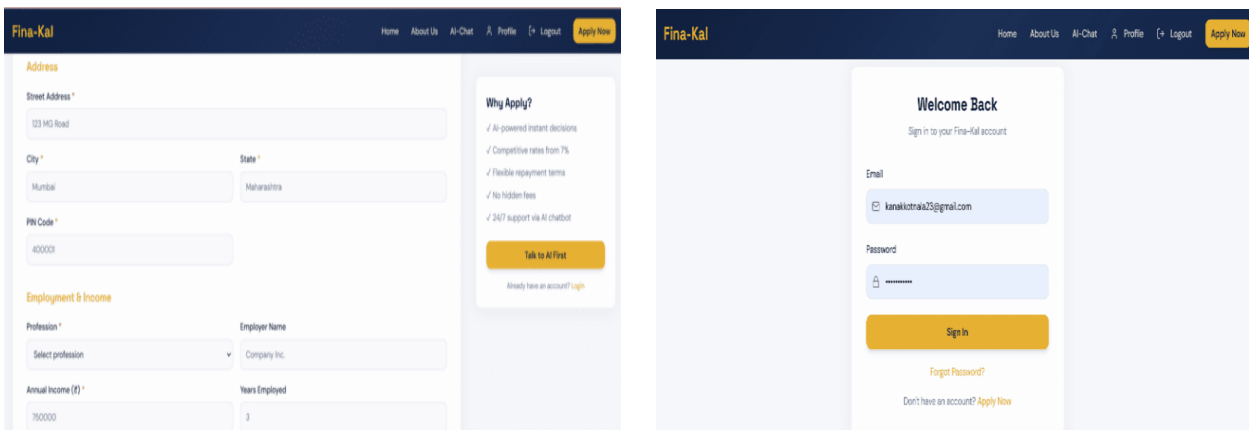 Fina-Kal
Home About Us AI-Chat Profile Logout Apply Now
Address
Street Address *
123 MG Road
City * State *
Mumbai Maharashtra
PIN Code *
400001
Employment & Income
Profession * Employer Name
Select profession Company Inc.
Annual Income (₹) * Years Employed
750000 3
Why Apply?
✓ AI-powered instant decisions
✓ Competitive rates from 7%
✓ Flexible repayment terms
✓ No hidden fees
✓ 24/7 support via AI chatbot
Talk to AI First
Already have an account? Login
Fina-Kal
Home About Us AI-Chat Profile Logout Apply Now
Welcome Back
Sign in to your Fina-Kal account
Email
kanakkotnala23@gmail.com
Password
Sign In
Forgot Password?
Don't have an account? Apply Now